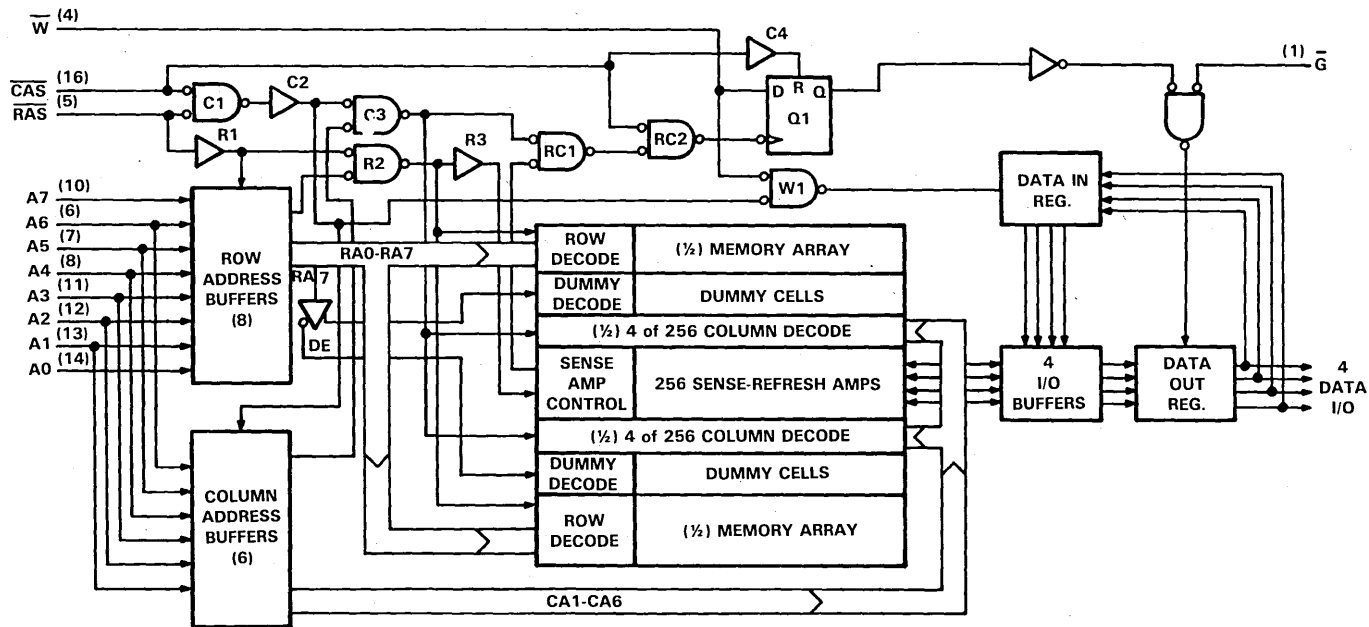 W (4)
CAS (16)
RAS (5)
C1
C2
C3
C4
R1
R2
R3
RC1
RC2
D R Q
Q1
W1
(1) G
A7 (10)
A6 (6)
A5 (7)
A4 (8)
A3 (11)
A2 (12)
A1 (13)
A0 (14)
ROW
ADDRESS
BUFFERS
(8)
RA0-RA7
RA7
DE
COLUMN
ADDRESS
BUFFERS
(6)
CA1-CA6
ROW
DECODE
(½) MEMORY ARRAY
DUMMY
DECODE
DUMMY CELLS
(½) 4 of 256 COLUMN DECODE
SENSE
AMP
CONTROL
256 SENSE-REFRESH AMPS
(½) 4 of 256 COLUMN DECODE
DUMMY
DECODE
DUMMY CELLS
ROW
DECODE
(½) MEMORY ARRAY
DATA IN
REG.
4
I/O
BUFFERS
DATA
OUT
REG.
4
DATA
I/O